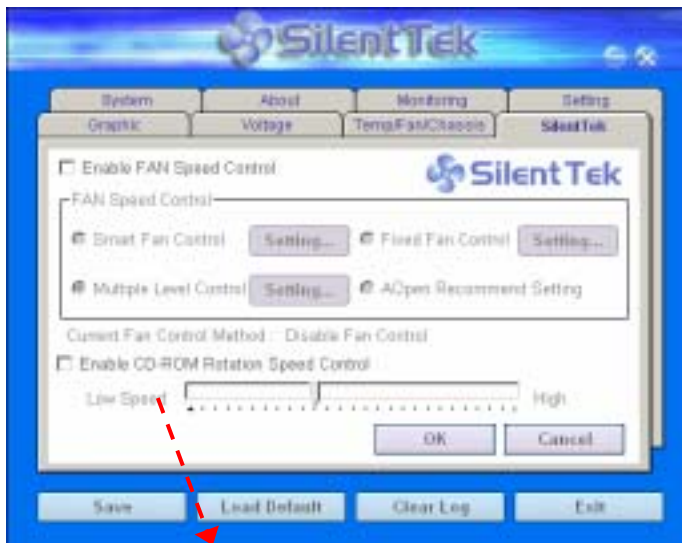 SilentTek
System About Monitoring Setting
Graphic Voltage Temp/Fan/Chassis SilentTek
Enable FAN Speed Control SilentTek
FAN Speed Control
Smart Fan Control Setting... Fixed Fan Control Setting...
Multiple Level Control Setting... AOpen Recommend Setting
Current Fan Control Method : Disable Fan Control
Enable CD-ROM Rotation Speed Control
Low Speed High
OK Cancel
Save Load Default Clear Log Exit